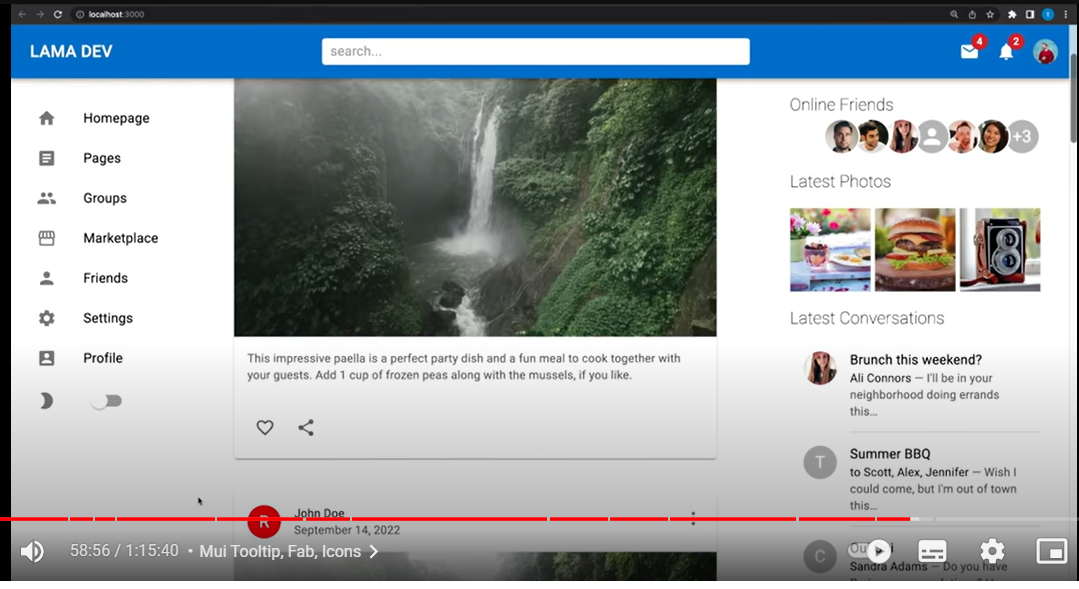 localhost:3000
LAMA DEV
search...
4
2
Homepage
Pages
Groups
Marketplace
Friends
Settings
Profile
This impressive paella is a perfect party dish and a fun meal to cook together with
your guests. Add 1 cup of frozen peas along with the mussels, if you like.
R
John Doe
September 14, 2022
Online Friends
+3
Latest Photos
Latest Conversations
Brunch this weekend?
Ali Connors — I'll be in your
neighborhood doing errands
this...
T
Summer BBQ
to Scott, Alex, Jennifer — Wish I
could come, but I'm out of town
this...
C
Sandra Adams — Do you have
58:56 / 1:15:40 • Mui Tooltip, Fab, Icons